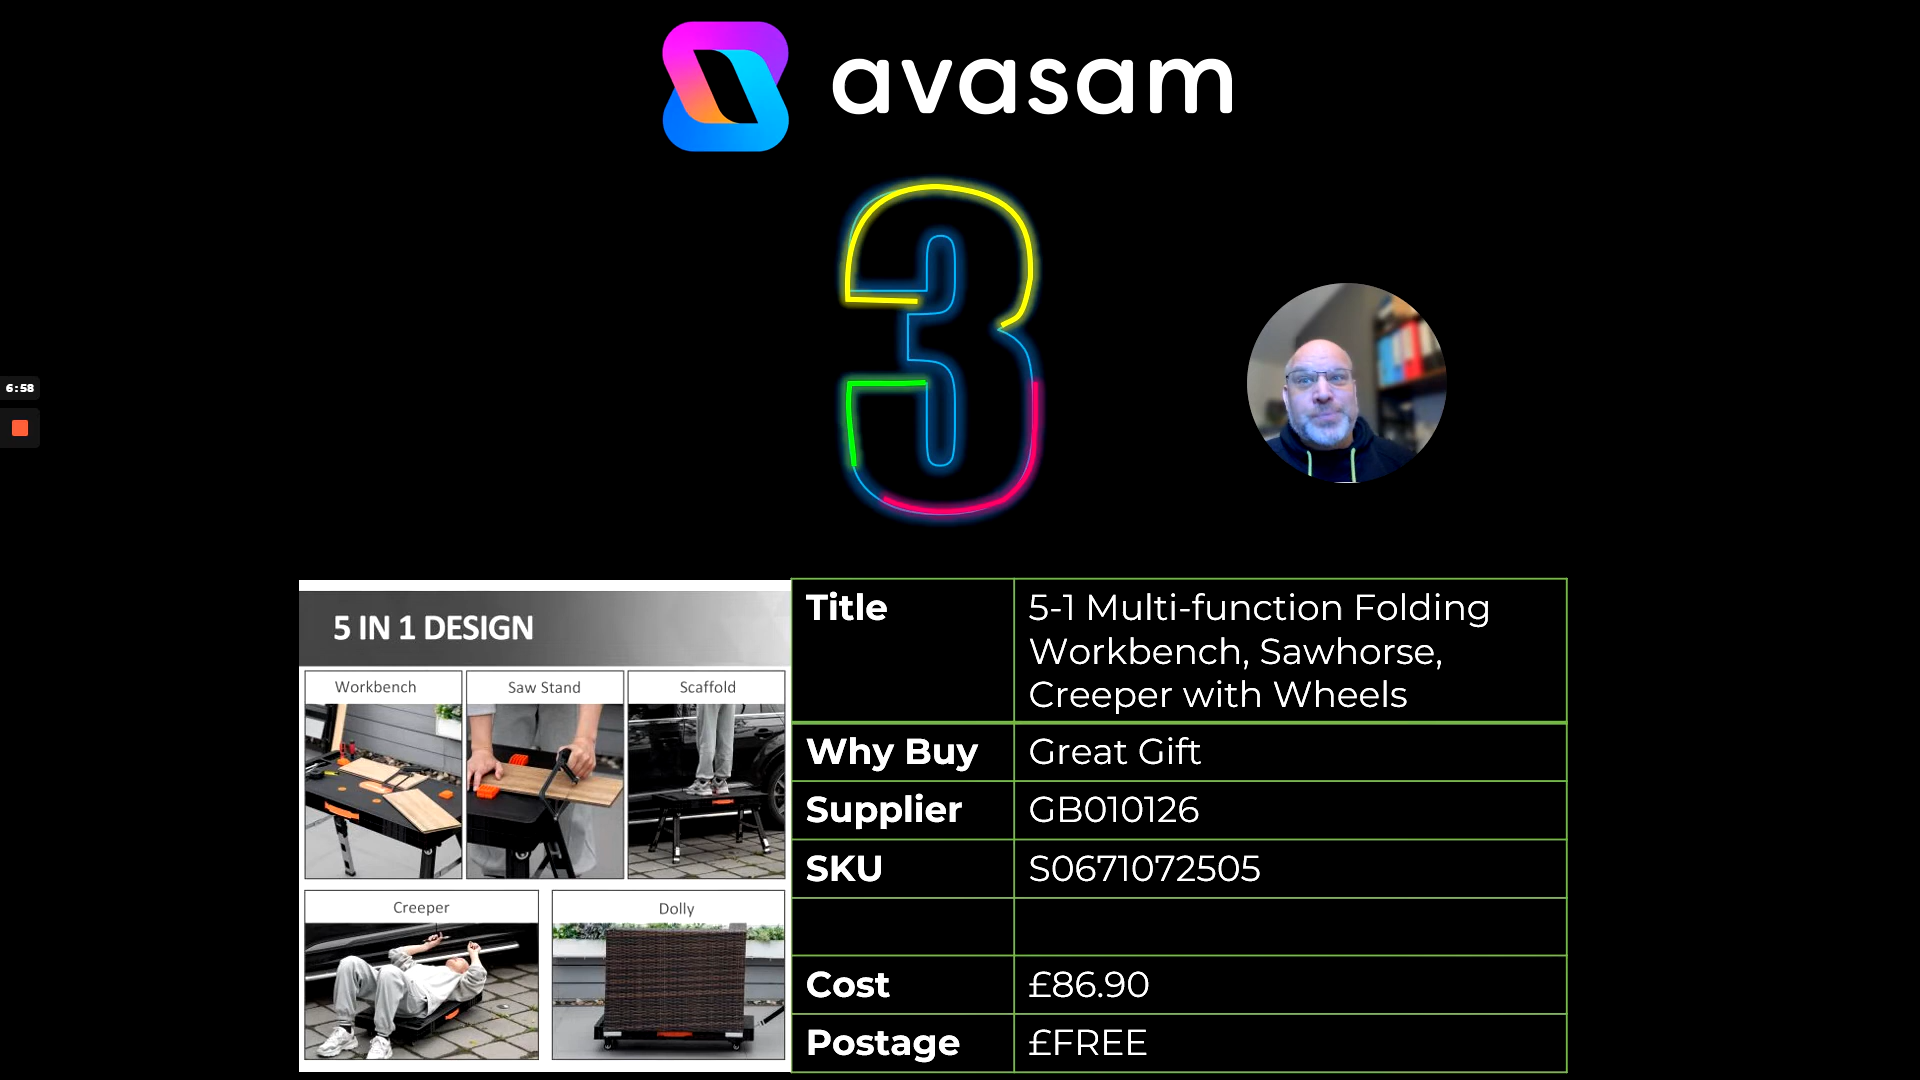 avasam
3
6:58
5 IN 1 DESIGN
Workbench
Saw Stand
Scaffold
Creeper
Dolly
Title
5-1 Multi-function Folding
Workbench, Sawhorse,
Creeper with Wheels
Why Buy
Great Gift
Supplier
GB010126
SKU
S0671072505
Cost
£86.90
Postage
£FREE